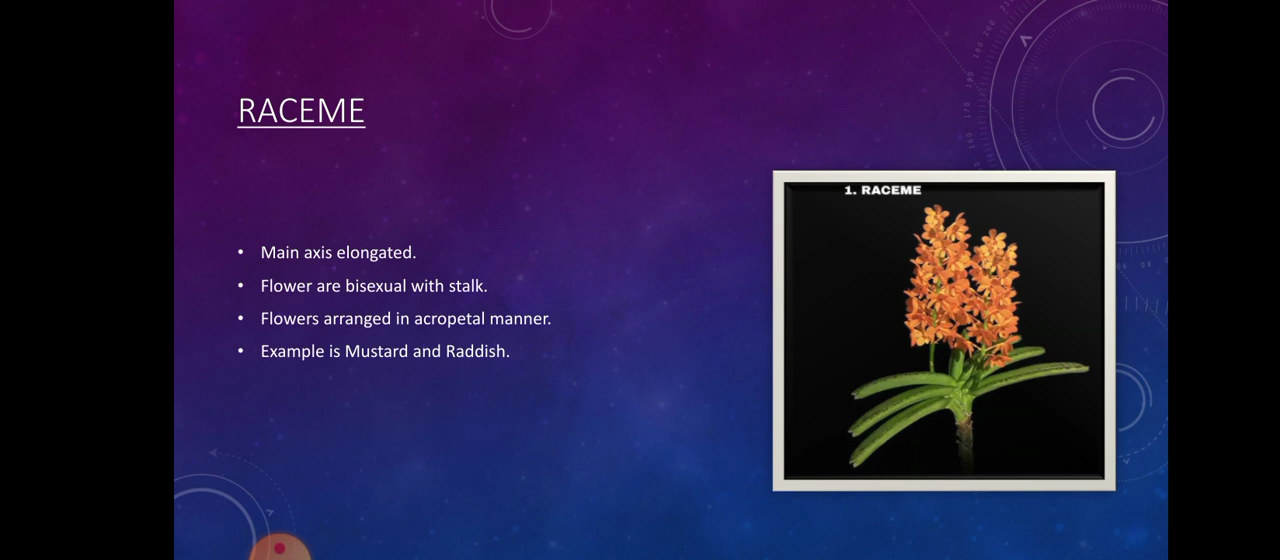 RACEME
• Main axis elongated.
• Flower are bisexual with stalk.
• Flowers arranged in acropetal manner.
• Example is Mustard and Raddish.
1. RACEME